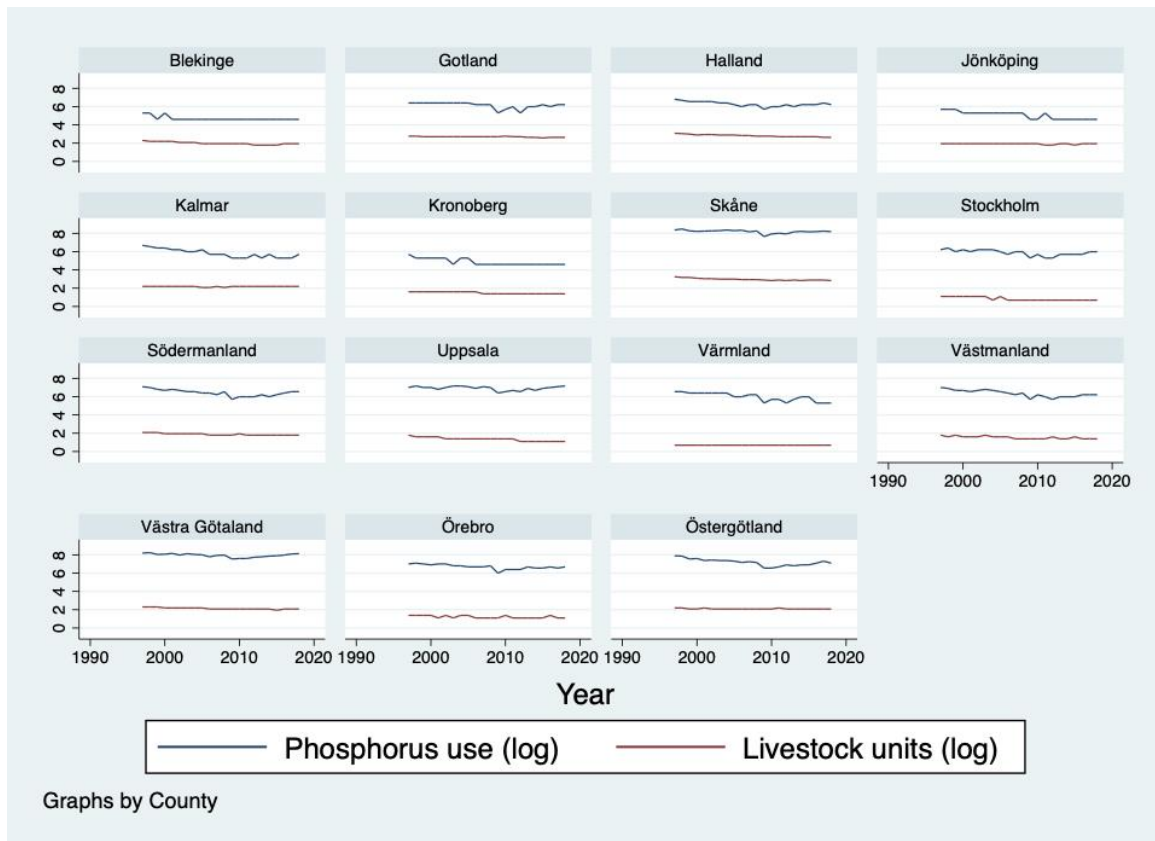 Blekinge Gotland Halland Jönköping
8
6
4
2
0
Kalmar Kronoberg Skåne Stockholm
8
6
4
2
0
Södermanland Uppsala Värmland Västmanland
8
6
4
2
0
1990 2000 2010 2020
Västra Götaland Örebro Östergötland
8
6
4
2
0
1990 2000 2010 2020 1990 2000 2010 2020 1990 2000 2010 2020
Year
Phosphorus use (log) Livestock units (log)
Graphs by County